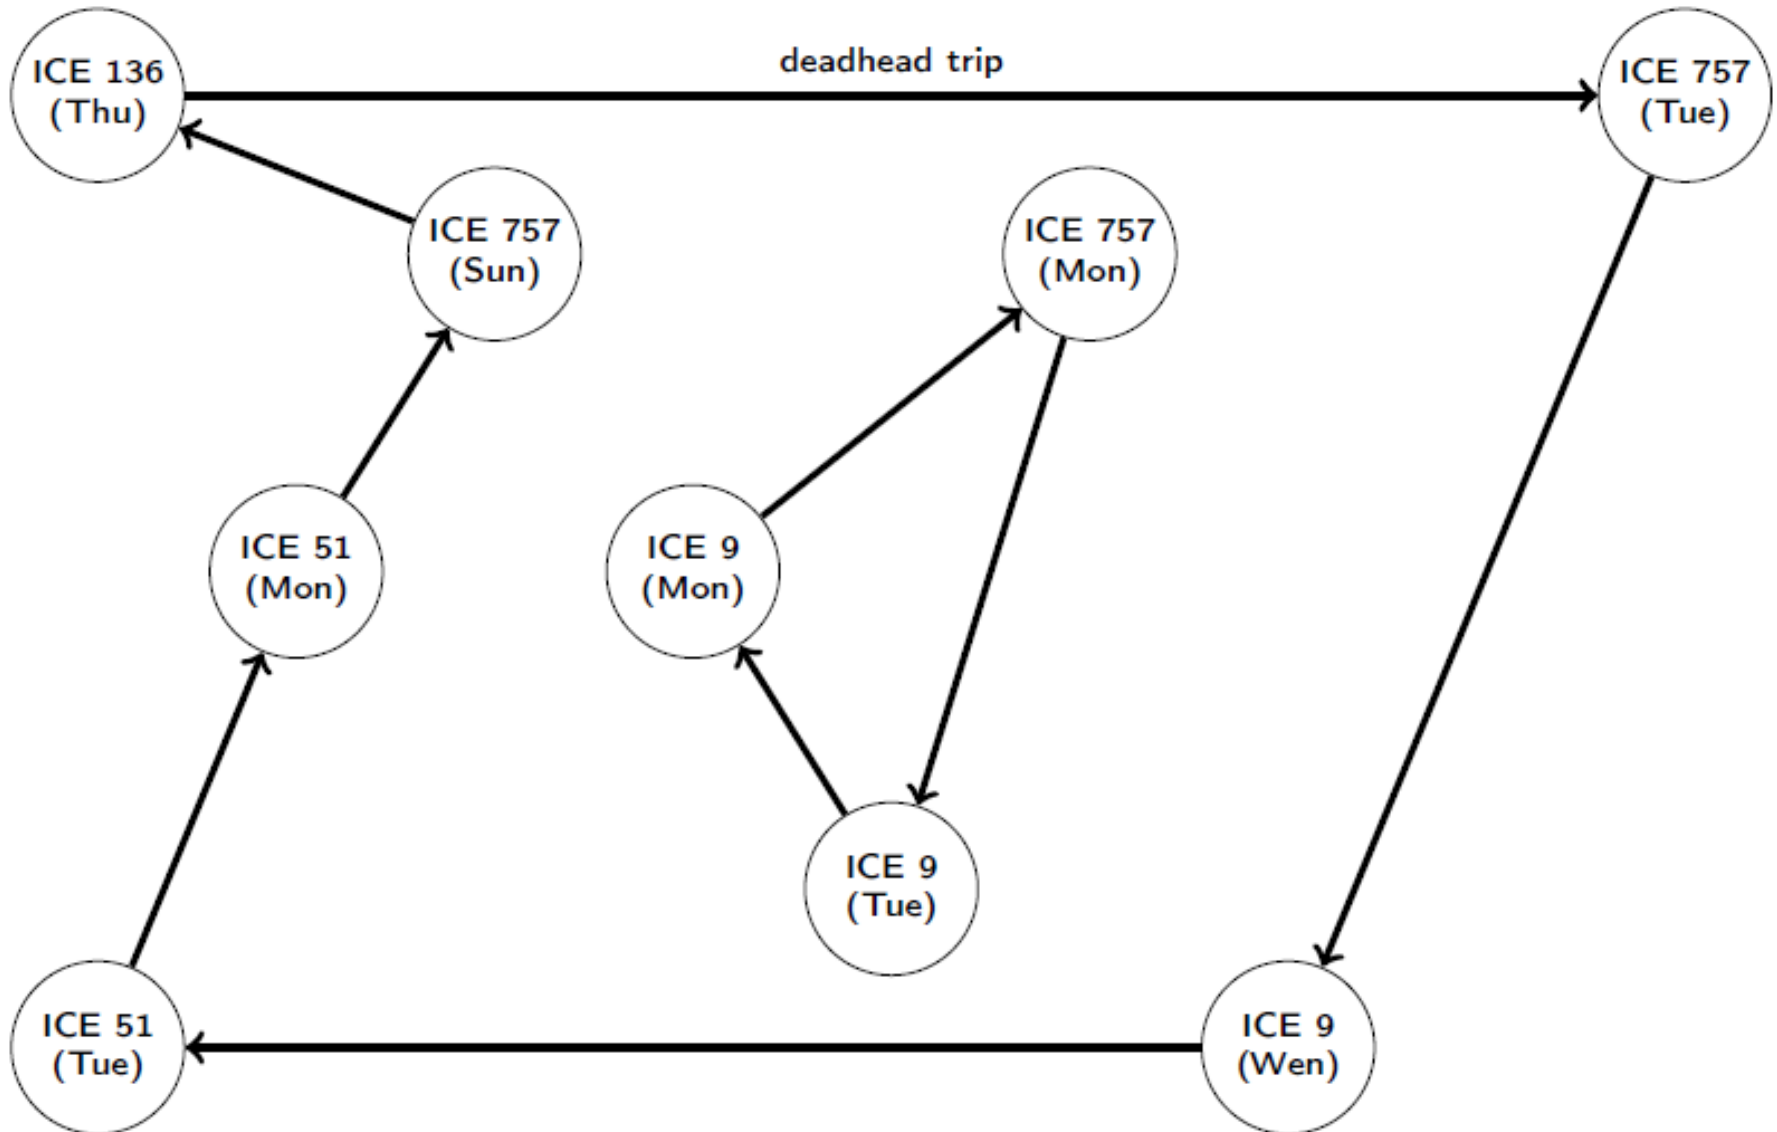 ICE 136
(Thu)
deadhead trip
ICE 757
(Tue)
ICE 757
(Sun)
ICE 757
(Mon)
ICE 51
(Mon)
ICE 9
(Mon)
ICE 9
(Tue)
ICE 51
(Tue)
ICE 9
(Wen)